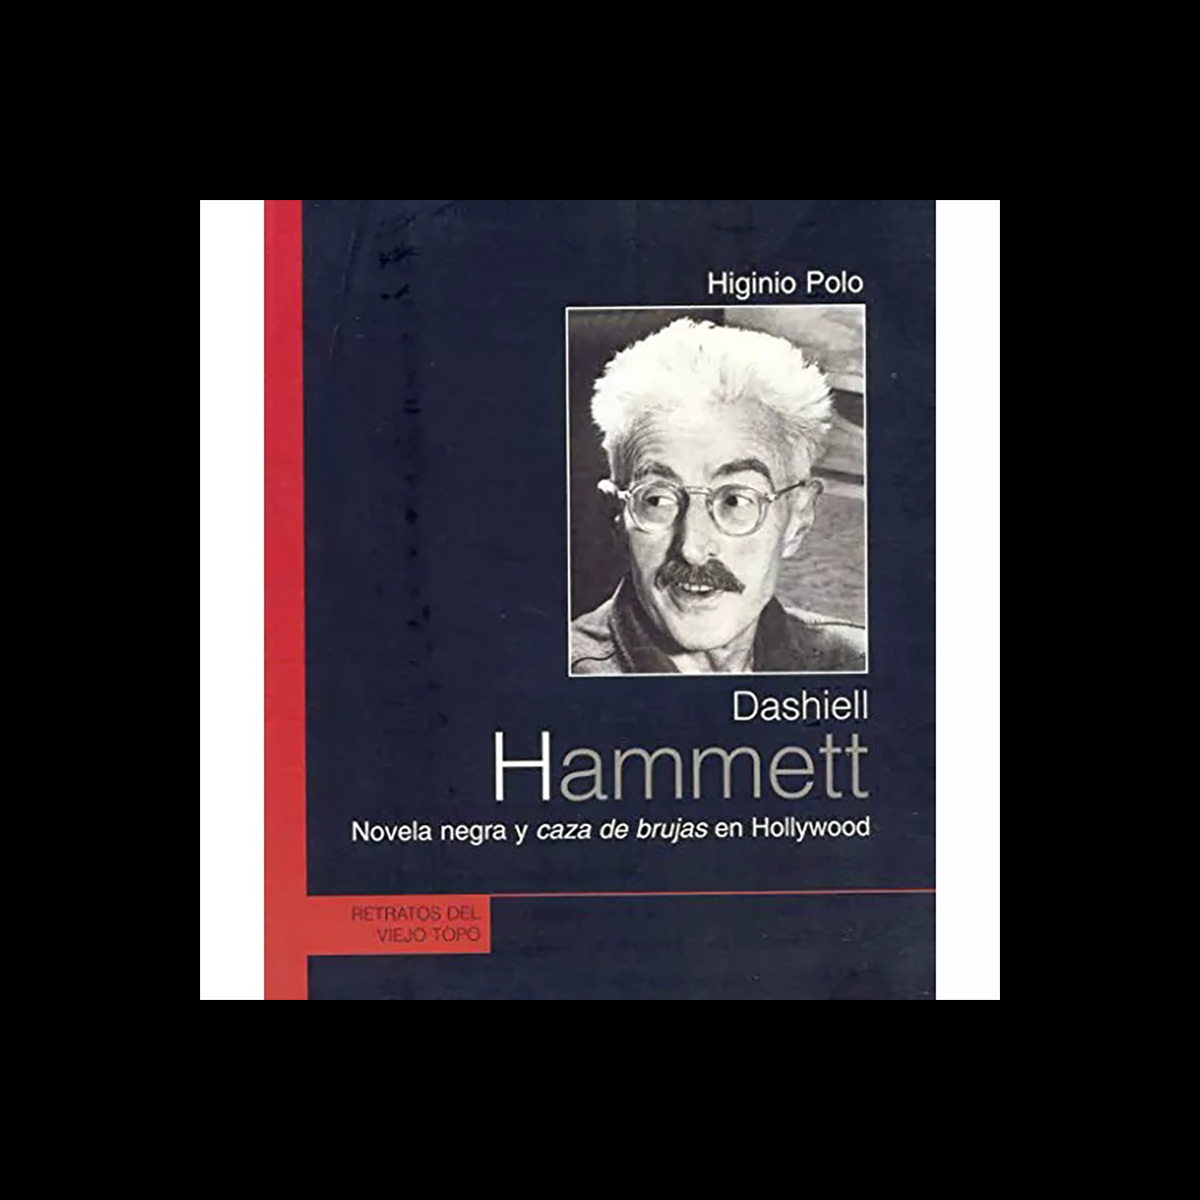 Higinio Polo
Dashiell
Hammett
Novela negra y caza de brujas en Hollywood
RETRATOS DEL
VIEJO TOPO